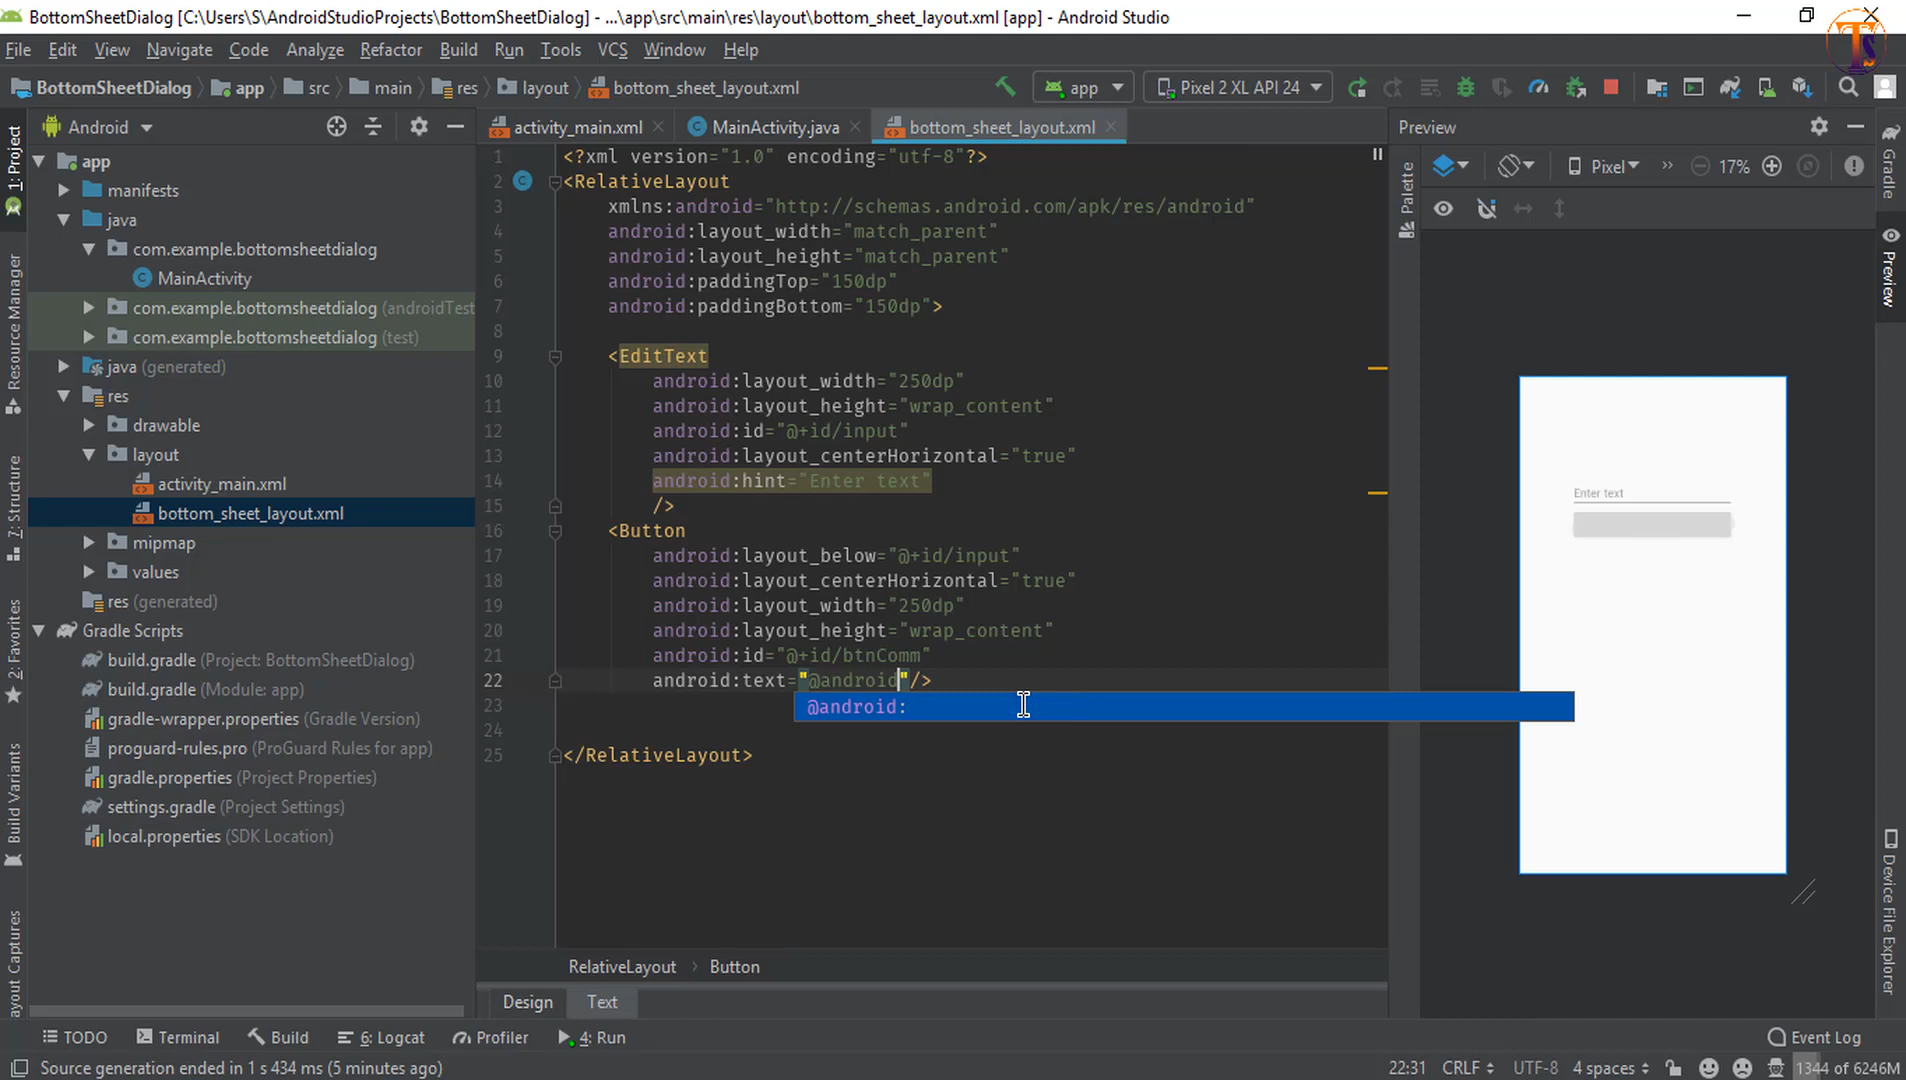 BottomSheetDialog [C:\Users\S\AndroidStudioProjects\BottomSheetDialog] - ...\app\src\main\res\layout\bottom_sheet_layout.xml [app] - Android Studio
Ts
File Edit View Navigate Code Analyze Refactor Build Run Tools VCS Window Help
BottomSheetDialog app src main res layout bottom_sheet_layout.xml app Pixel 2 XL API 24
Android
activity_main.xml MainActivity.java bottom_sheet_layout.xml
Preview
1: Project
Resource Manager
7: Structure
2: Favorites
Build Variants
ayout Captures
app
manifests
java
com.example.bottomsheetdialog
MainActivity
com.example.bottomsheetdialog (androidTest
com.example.bottomsheetdialog (test)
java (generated)
res
drawable
layout
activity_main.xml
bottom_sheet_layout.xml
mipmap
values
res (generated)
Gradle Scripts
build.gradle (Project: BottomSheetDialog)
build.gradle (Module: app)
gradle-wrapper.properties (Gradle Version)
proguard-rules.pro (ProGuard Rules for app)
gradle.properties (Project Properties)
settings.gradle (Project Settings)
local.properties (SDK Location)
1 <?xml version="1.0" encoding="utf-8"?>
2 <RelativeLayout
3 xmlns:android="http://schemas.android.com/apk/res/android"
4 android:layout_width="match_parent"
5 android:layout_height="match_parent"
6 android:paddingTop="150dp"
7 android:paddingBottom="150dp">
8
9 <EditText
10 android:layout_width="250dp"
11 android:layout_height="wrap_content"
12 android:id="@+id/input"
13 android:layout_centerHorizontal="true"
14 android:hint="Enter text"
15 />
16 <Button
17 android:layout_below="@+id/input"
18 android:layout_centerHorizontal="true"
19 android:layout_width="250dp"
20 android:layout_height="wrap_content"
21 android:id="@+id/btnComm"
22 android:text="@android"/>
23 @android:
24
25 </RelativeLayout>
RelativeLayout Button
Design Text
Palette
Pixel 17%
Enter text
Gradle
Preview
Device File Explorer
TODO Terminal Build 6: Logcat Profiler 4: Run Event Log
Source generation ended in 1 s 434 ms (5 minutes ago) 22:31 CRLF UTF-8 4 spaces 1344 of 6246M